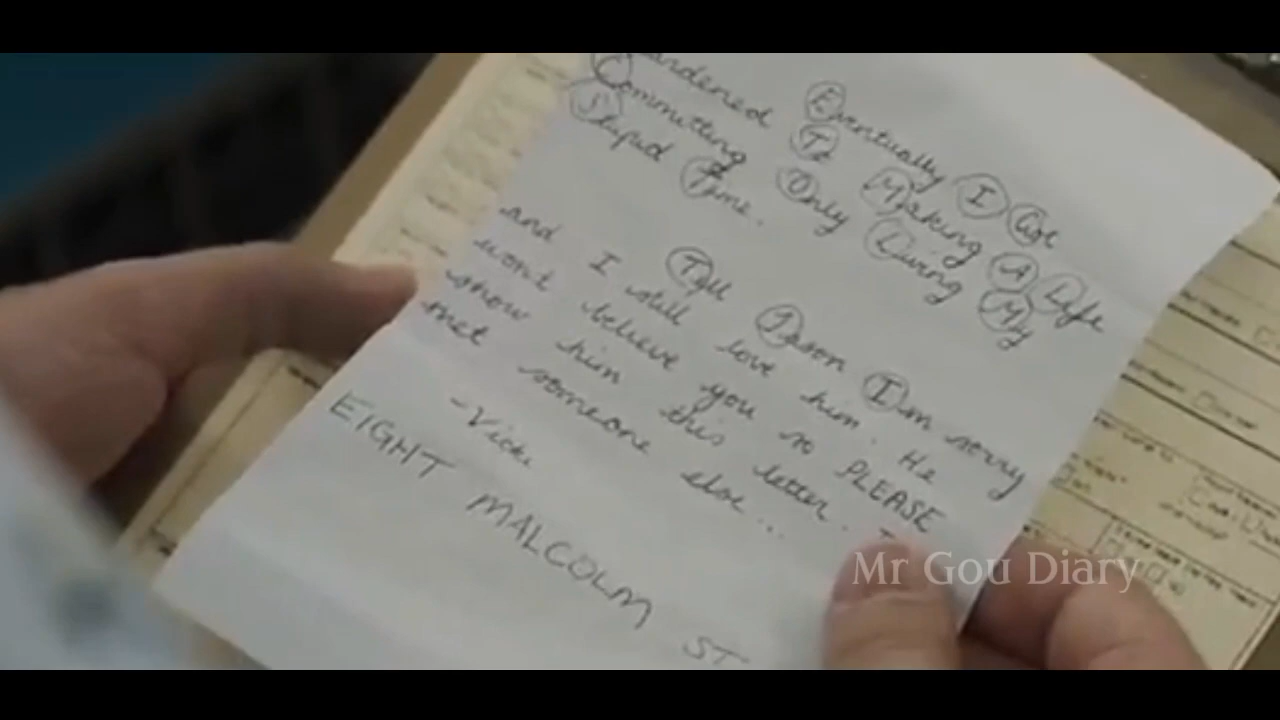 Eventually I Got
ardened To Making A Life
Committing Only Living My
Stupid Time.
Tell Jason Im sorry
and I still love him. He
wont believe you so PLEASE
show him this letter.
that someone else...
-Vicki
EIGHT MALCOLM ST
Mr Gou Diary